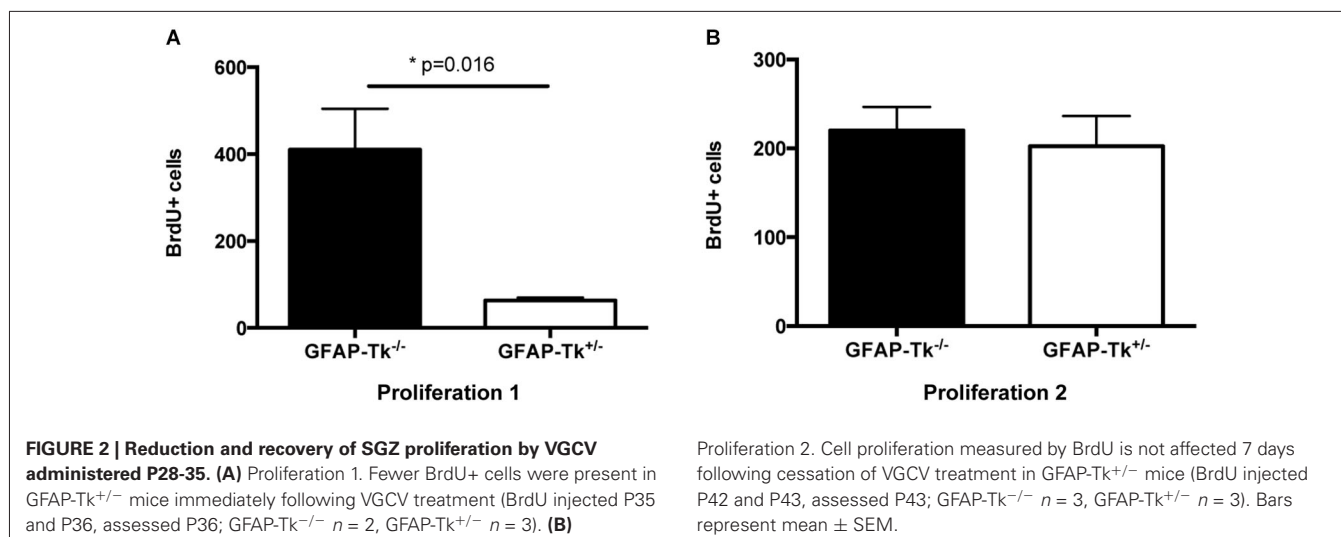 A
* p=0.016
600
400
200
0
BrdU+ cells
GFAP-Tk-/-
GFAP-Tk+/-
Proliferation 1
B
300
200
100
0
BrdU+ cells
GFAP-Tk-/-
GFAP-Tk+/-
Proliferation 2
FIGURE 2 | Reduction and recovery of SGZ proliferation by VGCV
administered P28-35. (A) Proliferation 1. Fewer BrdU+ cells were present in
GFAP-Tk+/− mice immediately following VGCV treatment (BrdU injected P35
and P36, assessed P36; GFAP-Tk−/− n = 2, GFAP-Tk+/− n = 3). (B)
Proliferation 2. Cell proliferation measured by BrdU is not affected 7 days
following cessation of VGCV treatment in GFAP-Tk+/− mice (BrdU injected
P42 and P43, assessed P43; GFAP-Tk−/− n = 3, GFAP-Tk+/− n = 3). Bars
represent mean ± SEM.